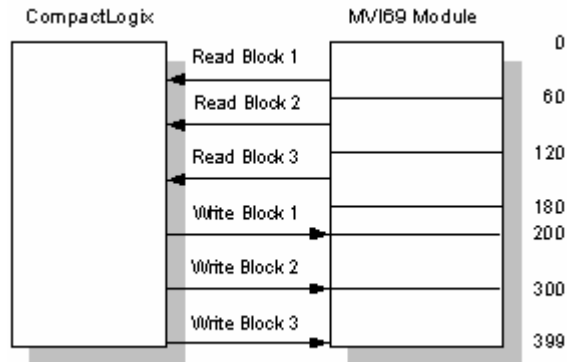 CompactLogix
MVI69 Module
0
Read Block 1
60
Read Block 2
120
Read Block 3
180
Write Block 1
200
Write Block 2
300
Write Block 3
399